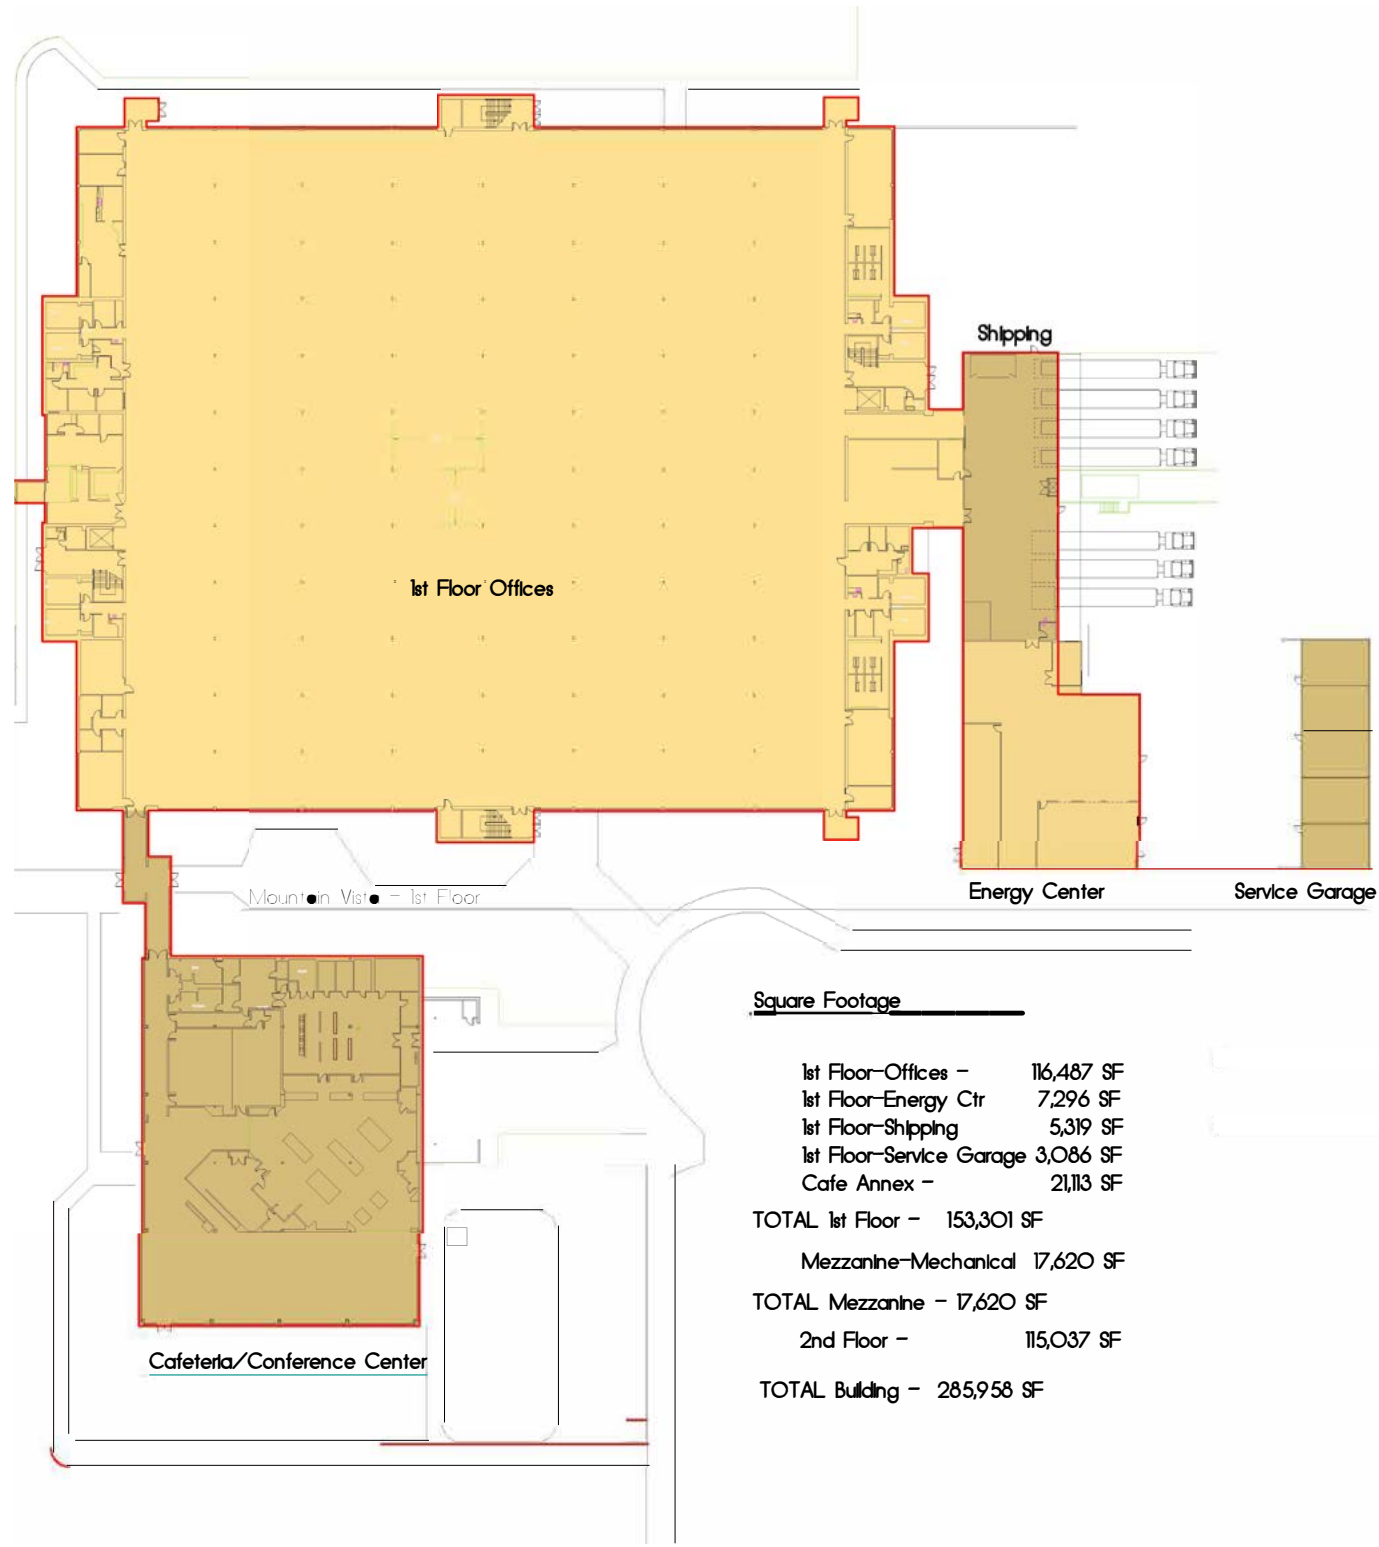 Shipping
1st Floor Offices
Mountain Vista – 1st Floor
Energy Center
Service Garage
Square Footage
1st Floor-Offices – 116,487 SF
1st Floor-Energy Ctr 7,296 SF
1st Floor-Shipping 5,319 SF
1st Floor-Service Garage 3,086 SF
Cafe Annex – 21,113 SF
TOTAL 1st Floor – 153,301 SF
Mezzanine-Mechanical 17,620 SF
TOTAL Mezzanine – 17,620 SF
2nd Floor – 115,037 SF
TOTAL Building – 285,958 SF
Cafeteria/Conference Center